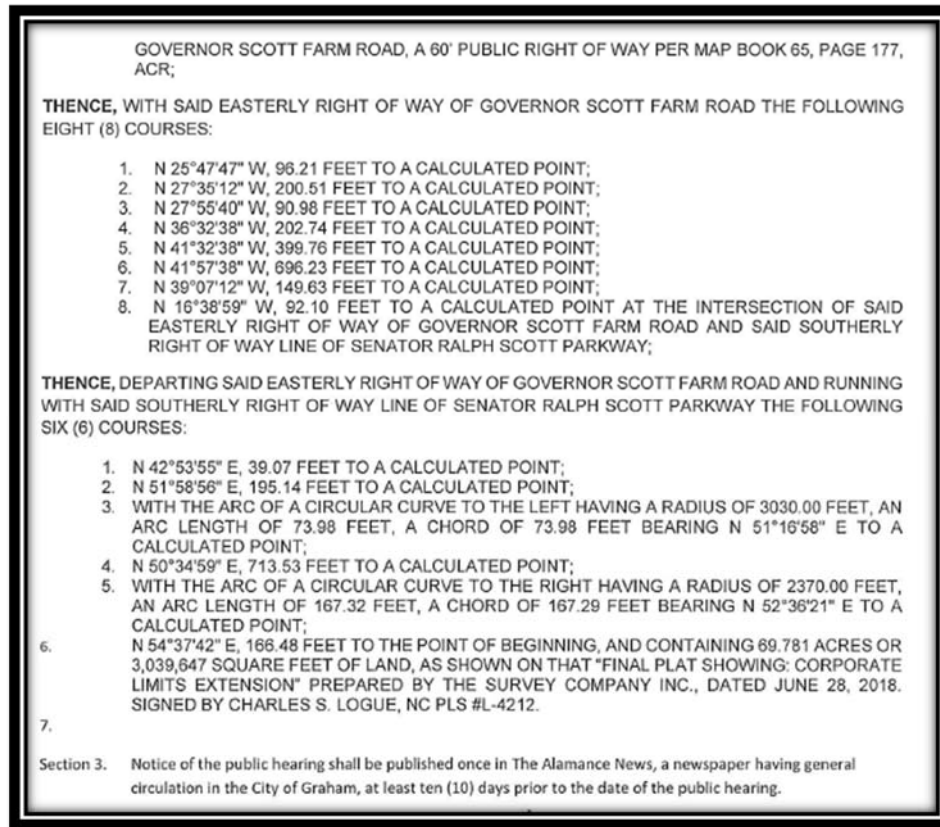 GOVERNOR SCOTT FARM ROAD, A 60' PUBLIC RIGHT OF WAY PER MAP BOOK 65, PAGE 177,
ACR;
THENCE, WITH SAID EASTERLY RIGHT OF WAY OF GOVERNOR SCOTT FARM ROAD THE FOLLOWING
EIGHT (8) COURSES:
1. N 25°47'47" W, 96.21 FEET TO A CALCULATED POINT;
2. N 27°35'12" W, 200.51 FEET TO A CALCULATED POINT;
3. N 27°55'40" W, 90.98 FEET TO A CALCULATED POINT;
4. N 36°32'38" W, 202.74 FEET TO A CALCULATED POINT;
5. N 41°32'38" W, 399.76 FEET TO A CALCULATED POINT;
6. N 41°57'38" W, 696.23 FEET TO A CALCULATED POINT;
7. N 39°07'12" W, 149.63 FEET TO A CALCULATED POINT;
8. N 16°38'59" W, 92.10 FEET TO A CALCULATED POINT AT THE INTERSECTION OF SAID
EASTERLY RIGHT OF WAY OF GOVERNOR SCOTT FARM ROAD AND SAID SOUTHERLY
RIGHT OF WAY LINE OF SENATOR RALPH SCOTT PARKWAY;
THENCE, DEPARTING SAID EASTERLY RIGHT OF WAY OF GOVERNOR SCOTT FARM ROAD AND RUNNING
WITH SAID SOUTHERLY RIGHT OF WAY LINE OF SENATOR RALPH SCOTT PARKWAY THE FOLLOWING
SIX (6) COURSES:
1. N 42°53'55" E, 39.07 FEET TO A CALCULATED POINT;
2. N 51°58'56" E, 195.14 FEET TO A CALCULATED POINT;
3. WITH THE ARC OF A CIRCULAR CURVE TO THE LEFT HAVING A RADIUS OF 3030.00 FEET, AN
ARC LENGTH OF 73.98 FEET, A CHORD OF 73.98 FEET BEARING N 51°16'58" E TO A
CALCULATED POINT;
4. N 50°34'59" E, 713.53 FEET TO A CALCULATED POINT;
5. WITH THE ARC OF A CIRCULAR CURVE TO THE RIGHT HAVING A RADIUS OF 2370.00 FEET,
AN ARC LENGTH OF 167.32 FEET, A CHORD OF 167.29 FEET BEARING N 52°36'21" E TO A
CALCULATED POINT;
6. N 54°37'42" E, 166.48 FEET TO THE POINT OF BEGINNING, AND CONTAINING 69.781 ACRES OR
3,039,647 SQUARE FEET OF LAND, AS SHOWN ON THAT "FINAL PLAT SHOWING: CORPORATE
LIMITS EXTENSION" PREPARED BY THE SURVEY COMPANY INC., DATED JUNE 28, 2018.
SIGNED BY CHARLES S. LOGUE, NC PLS #L-4212.
7.
Section 3. Notice of the public hearing shall be published once in The Alamance News, a newspaper having general
circulation in the City of Graham, at least ten (10) days prior to the date of the public hearing.